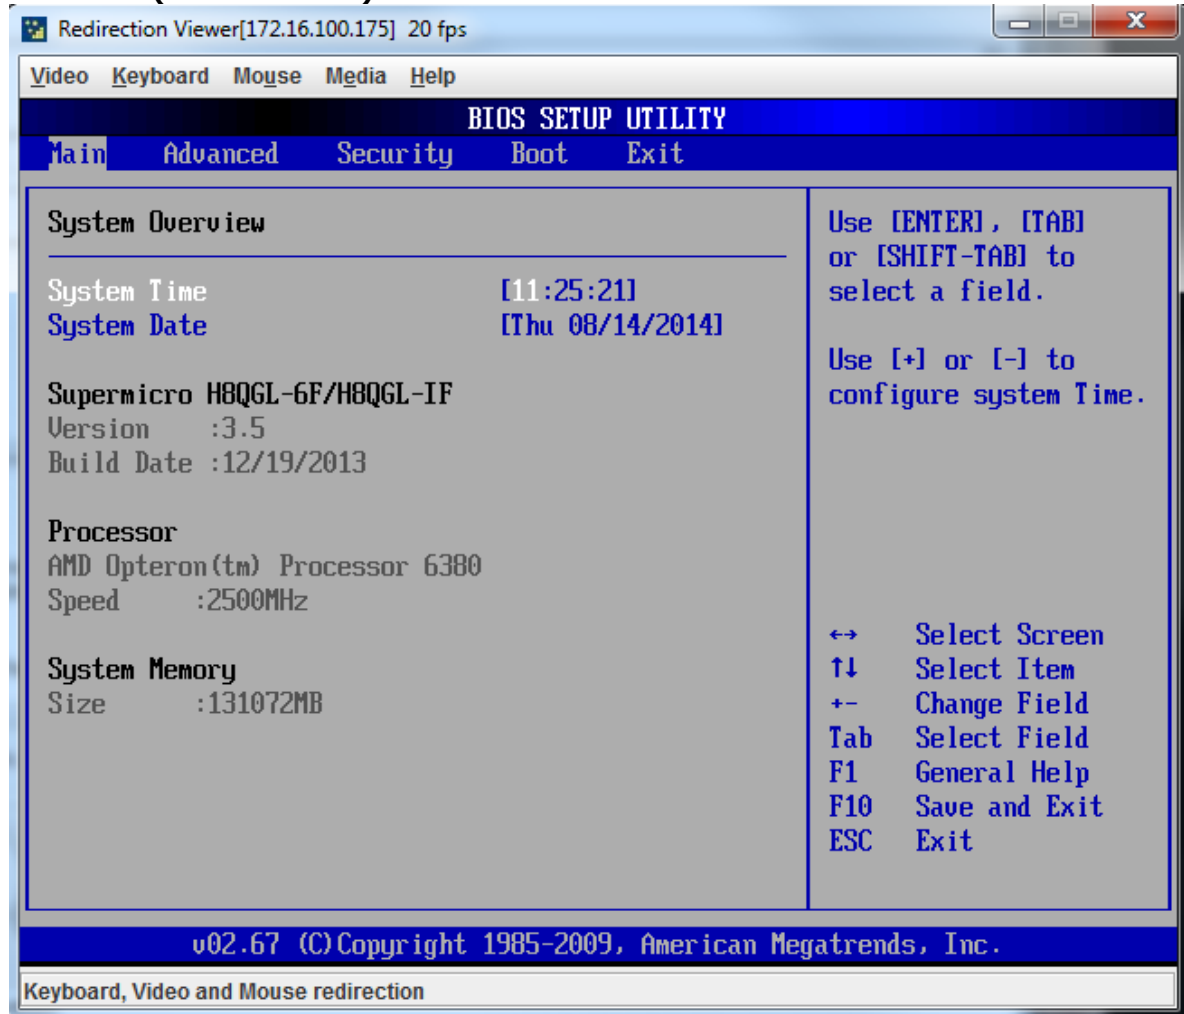 Redirection Viewer[172.16.100.175] 20 fps
Video Keyboard Mouse Media Help
BIOS SETUP UTILITY
Main Advanced Security Boot Exit
System Overview
System Time [11:25:21]
System Date [Thu 08/14/2014]
Supermicro H8QGL-6F/H8QGL-IF
Version :3.5
Build Date :12/19/2013
Processor
AMD Opteron(tm) Processor 6380
Speed :2500MHz
System Memory
Size :131072MB
Use [ENTER], [TAB]
or [SHIFT-TAB] to
select a field.
Use [+] or [-] to
configure system Time.
↔ Select Screen
↑↓ Select Item
+- Change Field
Tab Select Field
F1 General Help
F10 Save and Exit
ESC Exit
v02.67 (C)Copyright 1985-2009, American Megatrends, Inc.
Keyboard, Video and Mouse redirection